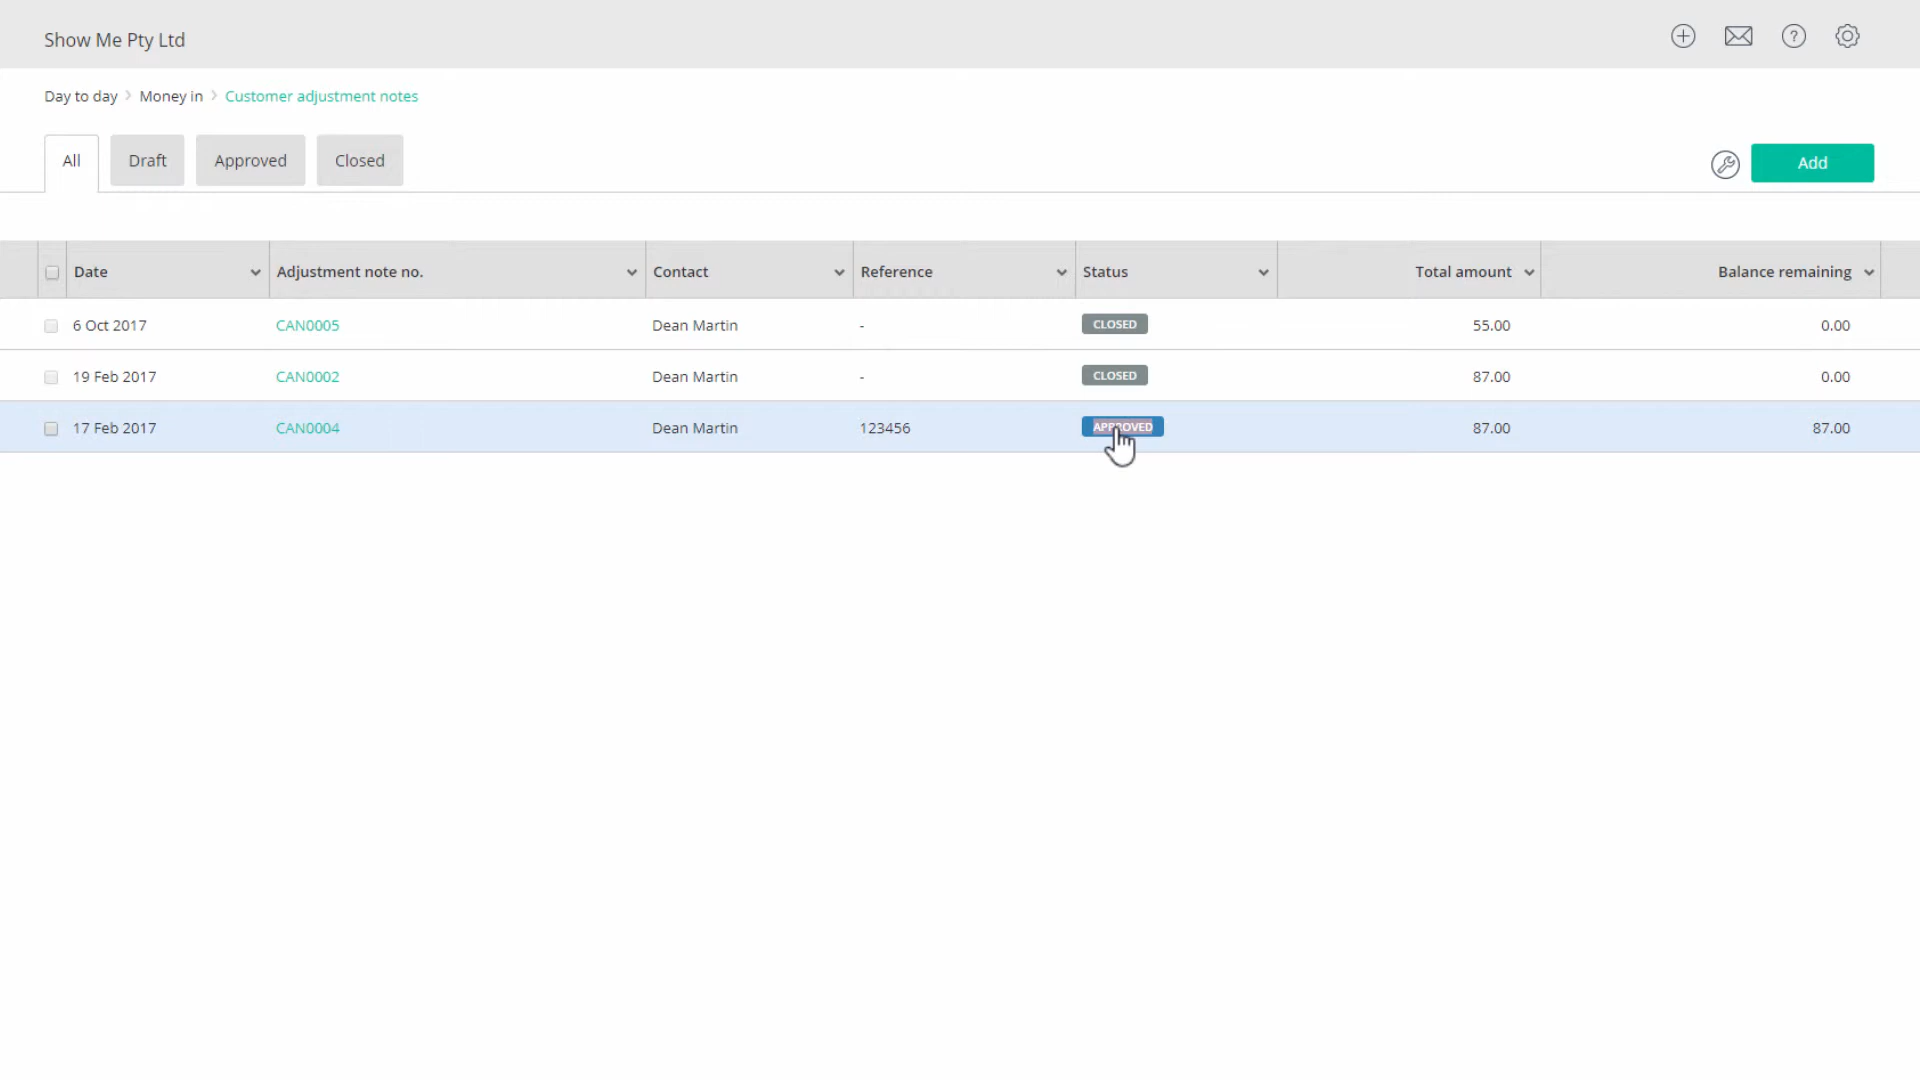 Show Me Pty Ltd
Day to day > Money in > Customer adjustment notes
All Draft Approved Closed Add
Date Adjustment note no. Contact Reference Status Total amount Balance remaining
6 Oct 2017 CAN0005 Dean Martin - CLOSED 55.00 0.00
19 Feb 2017 CAN0002 Dean Martin - CLOSED 87.00 0.00
17 Feb 2017 CAN0004 Dean Martin 123456 APPROVED 87.00 87.00